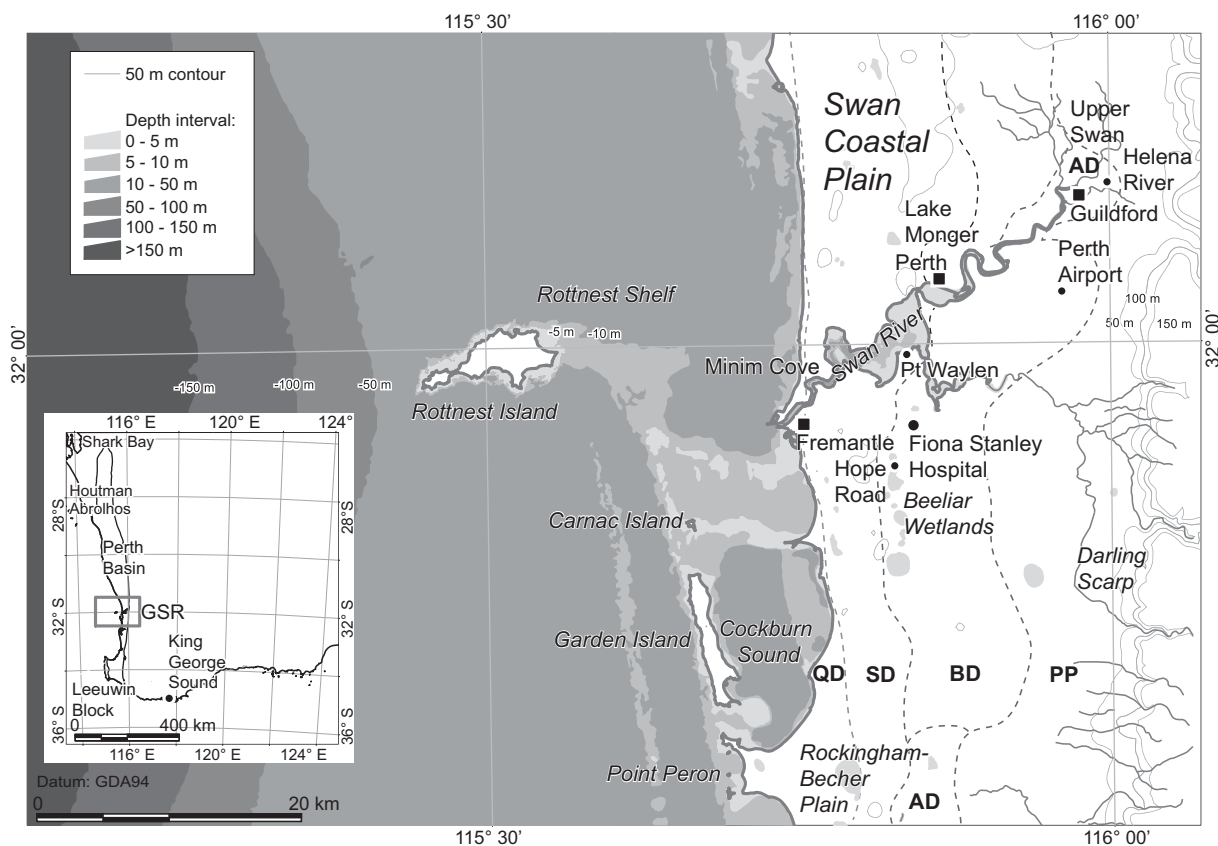 115° 30’
116° 00’
50 m contour
Depth interval:
0 - 5 m
5 - 10 m
10 - 50 m
50 - 100 m
100 - 150 m
>150 m
Swan
Coastal
Plain
Upper
Swan
AD
Helena
River
Guildford
Lake
Monger
Perth
Perth
Airport
100 m
50 m
150 m
Rottnest Shelf
-5 m
-10 m
32° 00’
32° 00’
Minim Cove
Swan River
Pt Waylen
-150 m
-100 m
-50 m
Rottnest Island
Fremantle
Fiona Stanley
Hospital
Hope
Road
Beeliar
Wetlands
Carnac Island
Darling
Scarp
Garden Island
Cockburn
Sound
QD
SD
BD
PP
Rockingham-
Becher
Plain
AD
Point Peron
116° E
120° E
124°
Shark Bay
Houtman
Abrolhos
28° S
28° S
Perth
Basin
GSR
32° S
32° S
King
George
Sound
Leeuwin
Block
0
400 km
36° S
36° S
116° E
120° E
124° E
Datum: GDA94
0
20 km
115° 30’
116° 00’